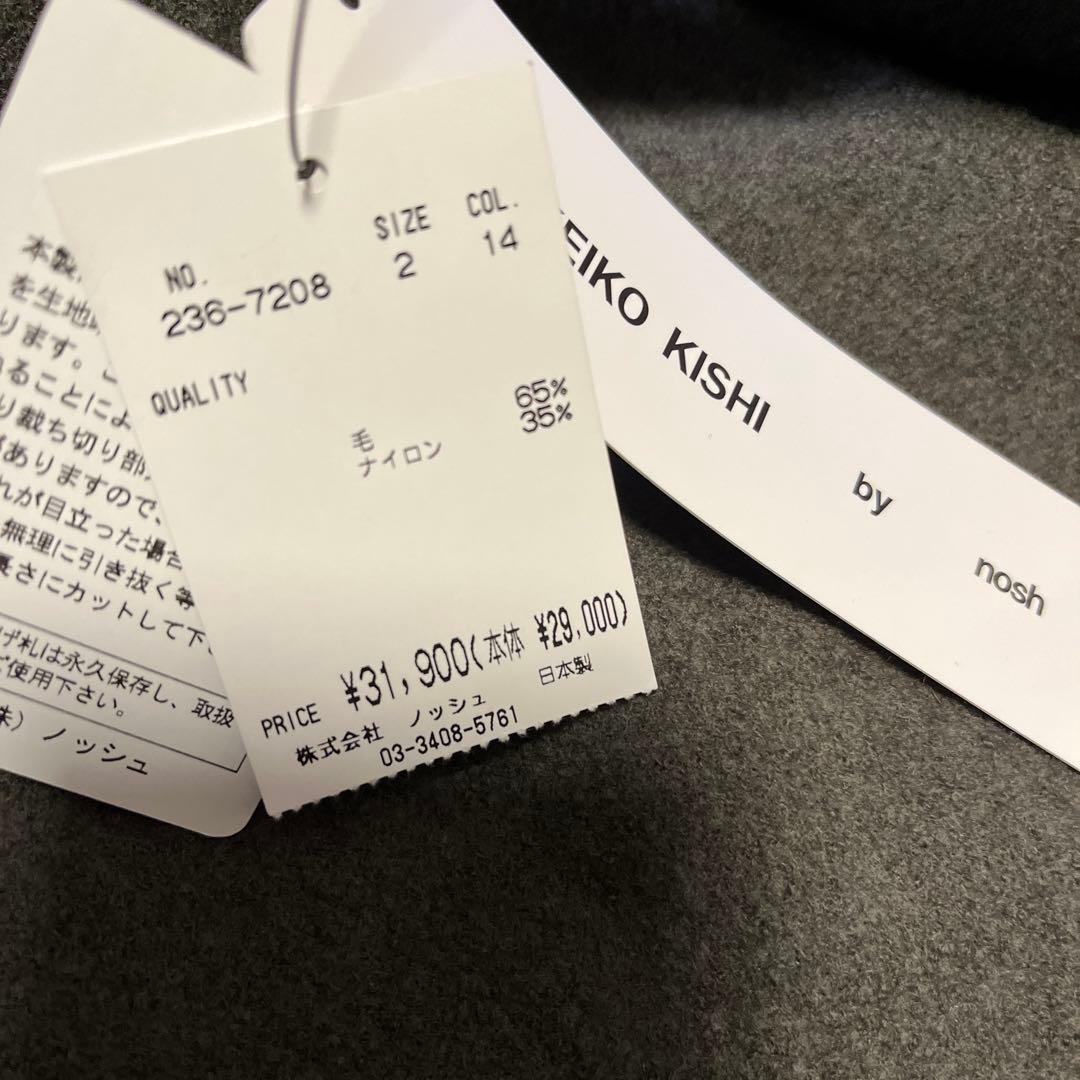 NO. SIZE COL.
236-7208 2 14
QUALITY
毛 65%
ナイロン 35%
PRICE ¥31,900(本体 ¥29,000)
株式会社 ノッシュ 日本製
03-3408-5761
EIKO KISHI
by
nosh
本製
を生地
ります。
ることによ
り裁ち切り部
ありますので、
れが目立った場合
無理に引き抜く等
長さにカットして下
げ札は永久保存し、取扱
ご使用下さい。
株）ノッシュ